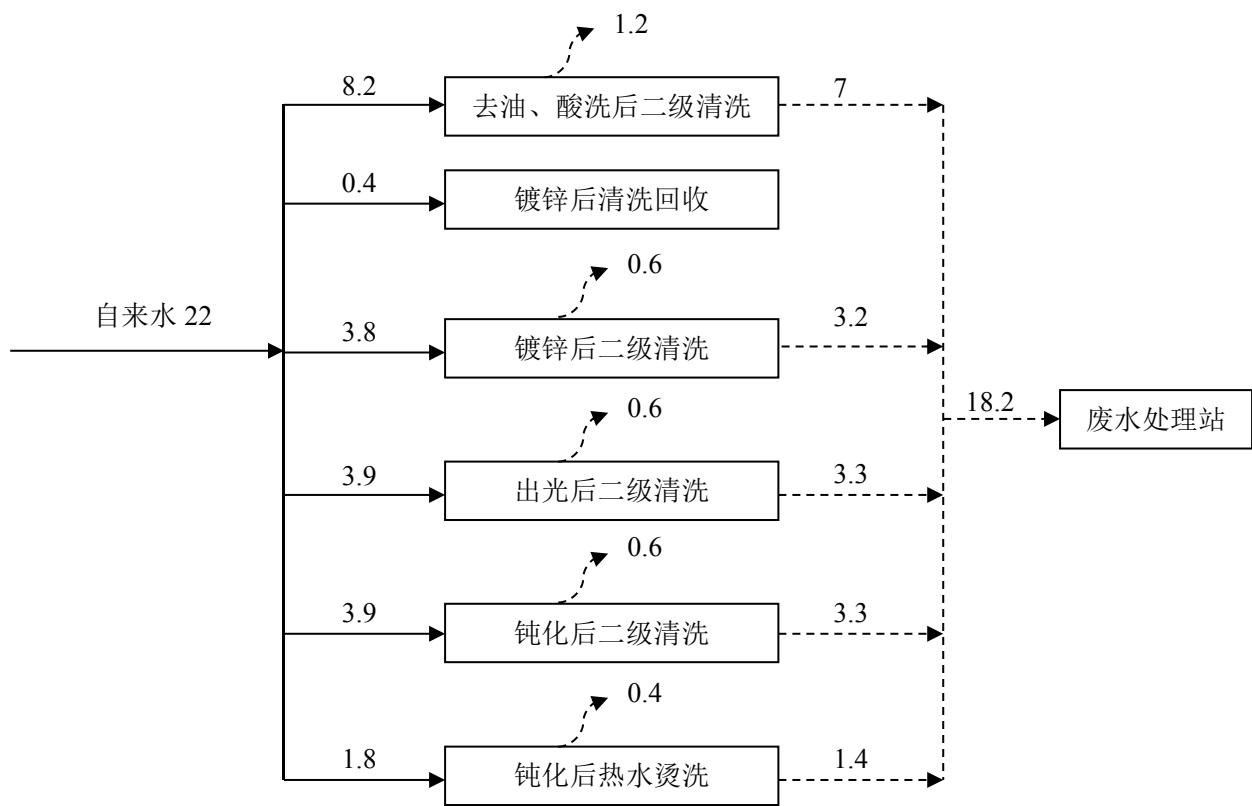 1.2
8.2
去油、酸洗后二级清洗
7
0.4
镀锌后清洗回收
0.6
自来水 22
3.8
镀锌后二级清洗
3.2
0.6
18.2
废水处理站
3.9
出光后二级清洗
3.3
0.6
3.9
钝化后二级清洗
3.3
0.4
1.8
钝化后热水烫洗
1.4